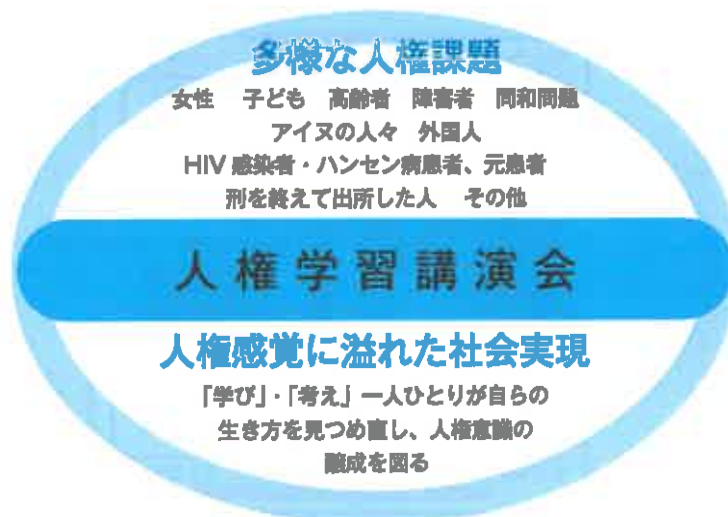 多様な人権課題
女性　子ども　高齢者　障害者　同和問題
アイヌの人々　外国人
HIV 感染者・ハンセン病患者、元患者
刑を終えて出所した人　その他
人権学習講演会
人権感覚に溢れた社会実現
「学び」・「考え」一人ひとりが自らの
生き方を見つめ直し、人権意識の
醸成を図る